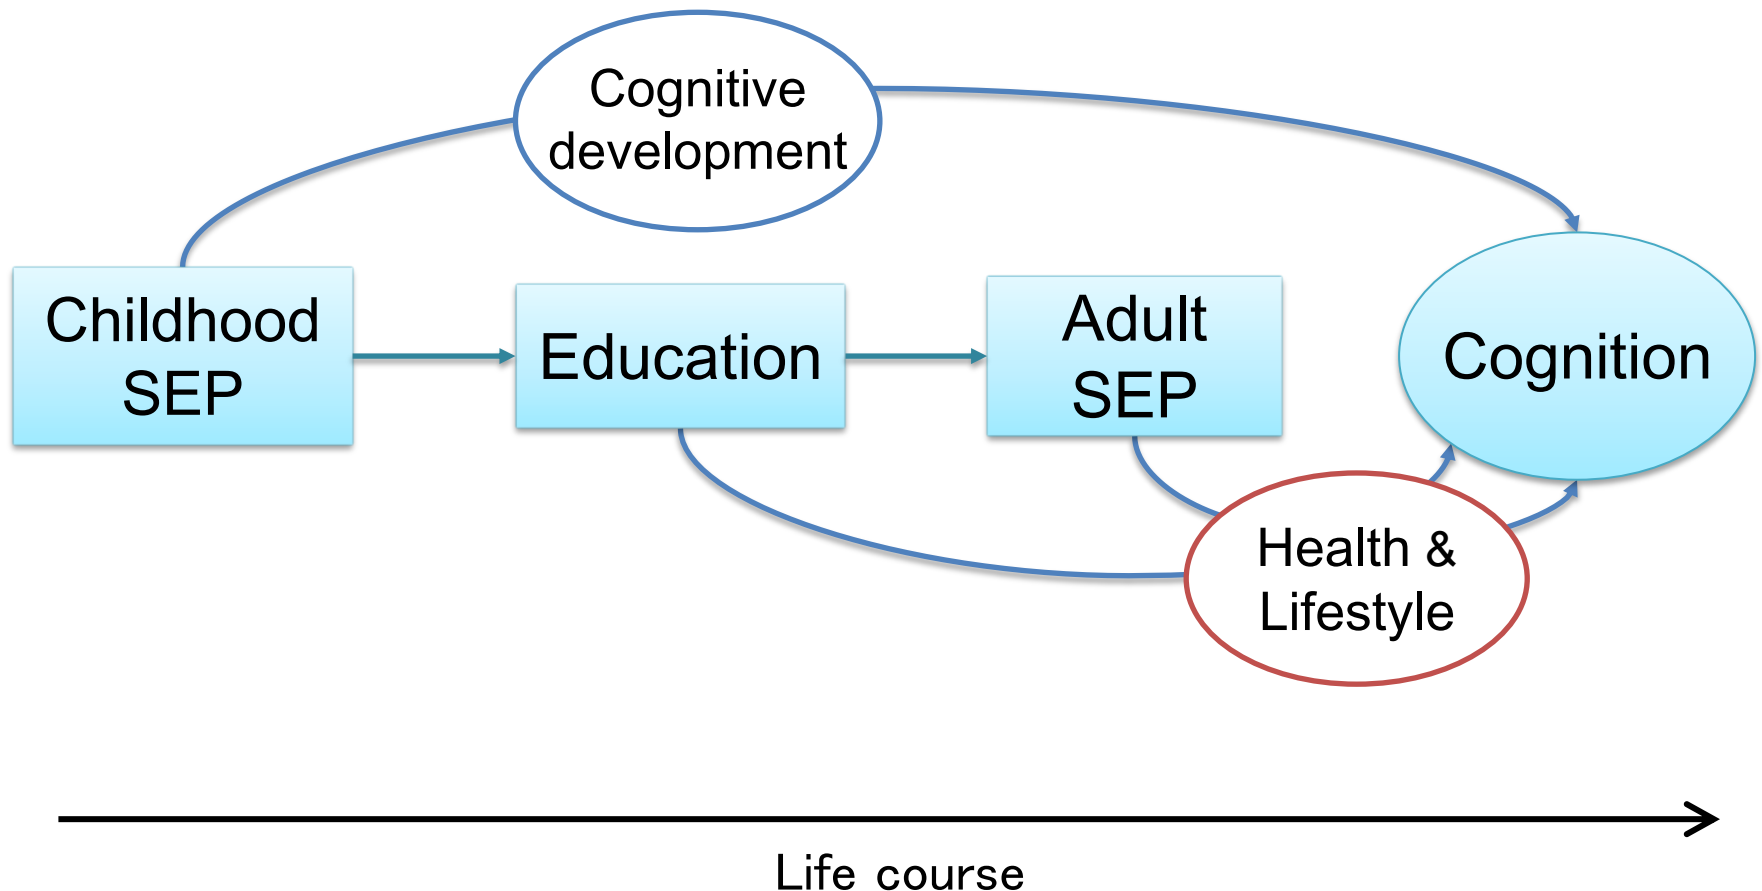 Cognitive
development
Childhood
SEP
Education
Adult
SEP
Cognition
Health &
Lifestyle
Life course